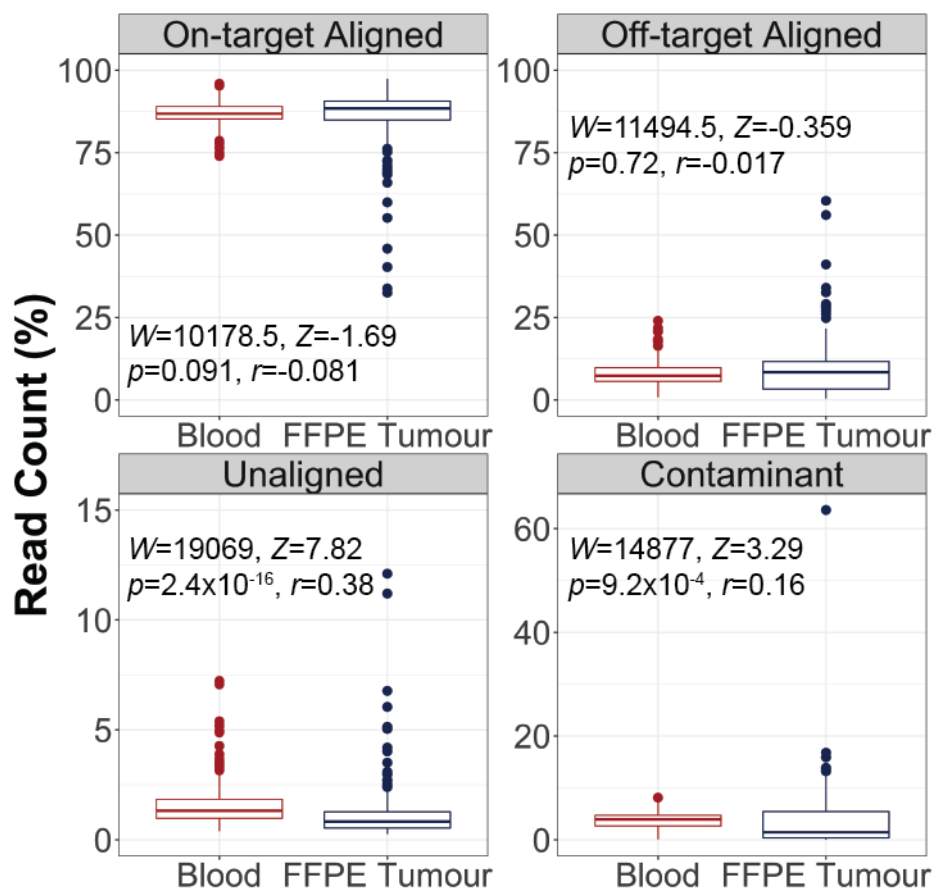 Read Count (%)
On-target Aligned
100
75
50
25
0
W=10178.5, Z=-1.69
p=0.091, r=-0.081
Blood FFPE Tumour
Off-target Aligned
100
75
50
25
0
W=11494.5, Z=-0.359
p=0.72, r=-0.017
Blood FFPE Tumour
Unaligned
15
10
5
0
W=19069, Z=7.82
p=2.4x10⁻¹⁶, r=0.38
Blood FFPE Tumour
Contaminant
60
40
20
0
W=14877, Z=3.29
p=9.2x10⁻⁴, r=0.16
Blood FFPE Tumour